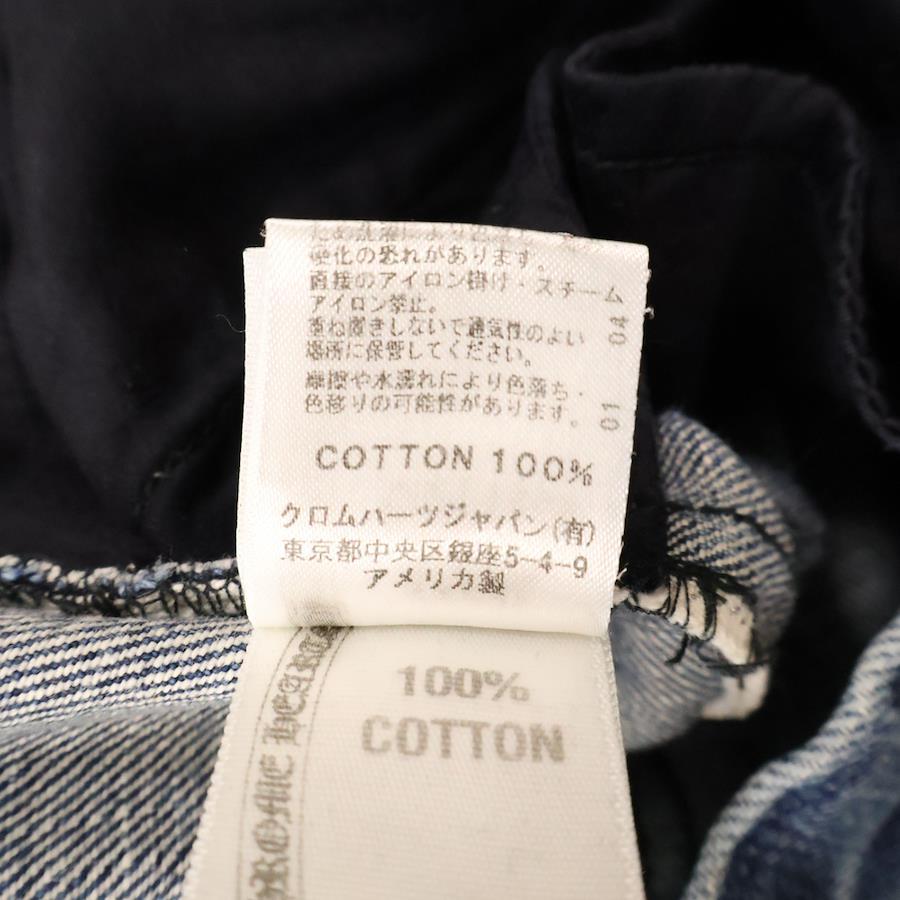 硬化の恐れがあります。
直接のアイロン掛け・スチーム
アイロン禁止。
重ね置きしないで通気性のよい
場所に保管してください。
摩擦や水濡れにより色落ち・
色移りの可能性があります。
01 04
COTTON 100%
クロムハーツジャパン(有)
東京都中央区銀座5-4-9
アメリカ製
100%
COTTON
HEARTS